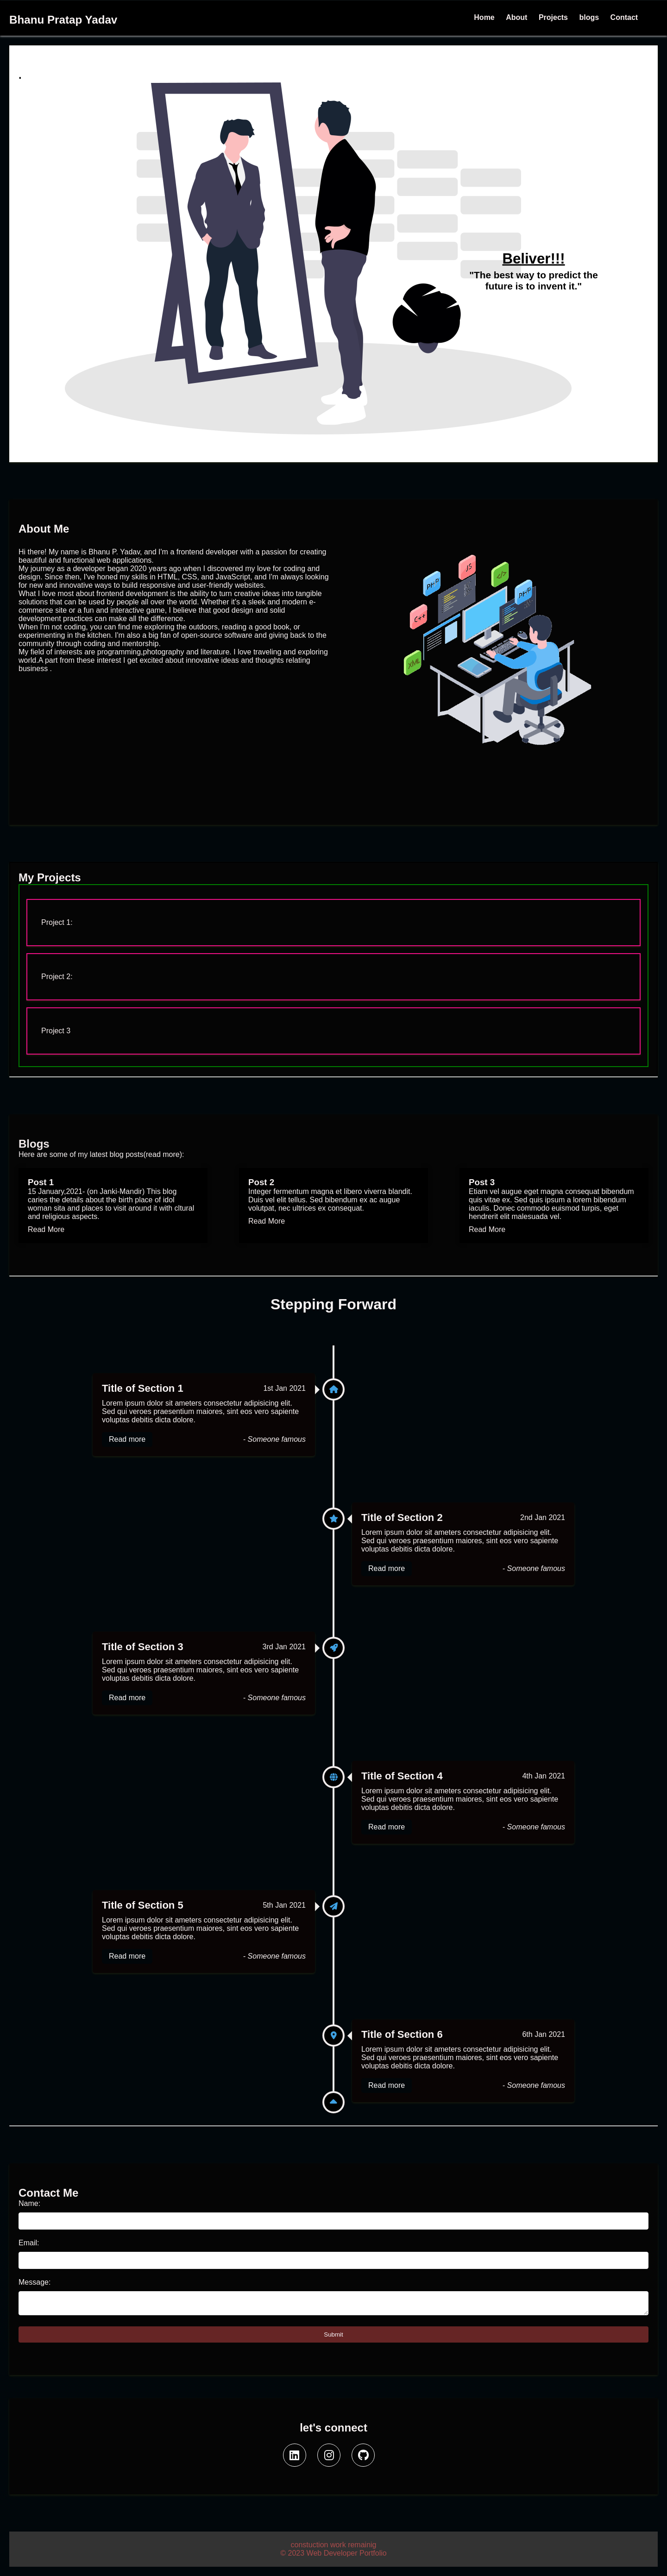 Bhanu Pratap Yadav
Home About Projects blogs Contact
.
Beliver!!!
"The best way to predict the
future is to invent it."
About Me
Hi there! My name is Bhanu P. Yadav, and I'm a frontend developer with a passion for creating
beautiful and functional web applications.
My journey as a developer began 2020 years ago when I discovered my love for coding and
design. Since then, I've honed my skills in HTML, CSS, and JavaScript, and I'm always looking
for new and innovative ways to build responsive and user-friendly websites.
What I love most about frontend development is the ability to turn creative ideas into tangible
solutions that can be used by people all over the world. Whether it's a sleek and modern e-
commerce site or a fun and interactive game, I believe that good design and solid
development practices can make all the difference.
When I'm not coding, you can find me exploring the outdoors, reading a good book, or
experimenting in the kitchen. I'm also a big fan of open-source software and giving back to the
community through coding and mentorship.
My field of interests are programming,photography and literature. I love traveling and exploring
world.A part from these interest I get excited about innovative ideas and thoughts relating
business .
JS
</>
PHP
C++
XML
My Projects
Project 1:
Project 2:
Project 3
Blogs
Here are some of my latest blog posts(read more):
Post 1
15 January,2021- (on Janki-Mandir) This blog
caries the details about the birth place of idol
woman sita and places to visit around it with cltural
and religious aspects.
Read More
Post 2
Integer fermentum magna et libero viverra blandit.
Duis vel elit tellus. Sed bibendum ex ac augue
volutpat, nec ultrices ex consequat.
Read More
Post 3
Etiam vel augue eget magna consequat bibendum
quis vitae ex. Sed quis ipsum a lorem bibendum
iaculis. Donec commodo euismod turpis, eget
hendrerit elit malesuada vel.
Read More
Stepping Forward
Title of Section 1 1st Jan 2021
Lorem ipsum dolor sit ameters consectetur adipisicing elit.
Sed qui veroes praesentium maiores, sint eos vero sapiente
voluptas debitis dicta dolore.
Read more - Someone famous
Title of Section 2 2nd Jan 2021
Lorem ipsum dolor sit ameters consectetur adipisicing elit.
Sed qui veroes praesentium maiores, sint eos vero sapiente
voluptas debitis dicta dolore.
Read more - Someone famous
Title of Section 3 3rd Jan 2021
Lorem ipsum dolor sit ameters consectetur adipisicing elit.
Sed qui veroes praesentium maiores, sint eos vero sapiente
voluptas debitis dicta dolore.
Read more - Someone famous
Title of Section 4 4th Jan 2021
Lorem ipsum dolor sit ameters consectetur adipisicing elit.
Sed qui veroes praesentium maiores, sint eos vero sapiente
voluptas debitis dicta dolore.
Read more - Someone famous
Title of Section 5 5th Jan 2021
Lorem ipsum dolor sit ameters consectetur adipisicing elit.
Sed qui veroes praesentium maiores, sint eos vero sapiente
voluptas debitis dicta dolore.
Read more - Someone famous
Title of Section 6 6th Jan 2021
Lorem ipsum dolor sit ameters consectetur adipisicing elit.
Sed qui veroes praesentium maiores, sint eos vero sapiente
voluptas debitis dicta dolore.
Read more - Someone famous
Contact Me
Name:
Email:
Message:
Submit
let's connect
in
constuction work remainig
© 2023 Web Developer Portfolio